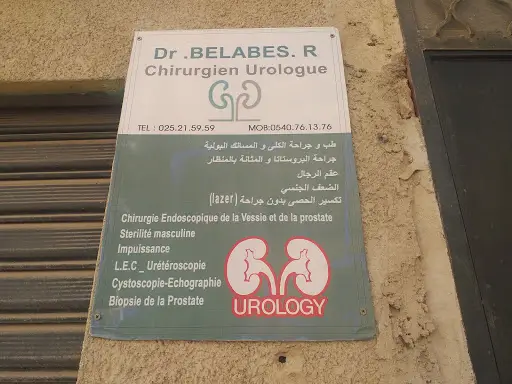 Dr .BELABES. R
Chirurgien Urologue
TEL : 025.21.59.59 MOB:0540.76.13.76
طب و جراحة الكلى و المسالك البولية
جراحة البروستاتا و المثانة بالمنظار
عقم الرجال
الضعف الجنسي
تكسير الحصى بدون جراحة (lazer)
Chirurgie Endoscopique de la Vessie et de la prostate
Sterilité masculine
Impuissance
L.E.C _ Urétéroscopie
Cystoscopie-Echographie
Biopsie de la Prostate
UROLOGY